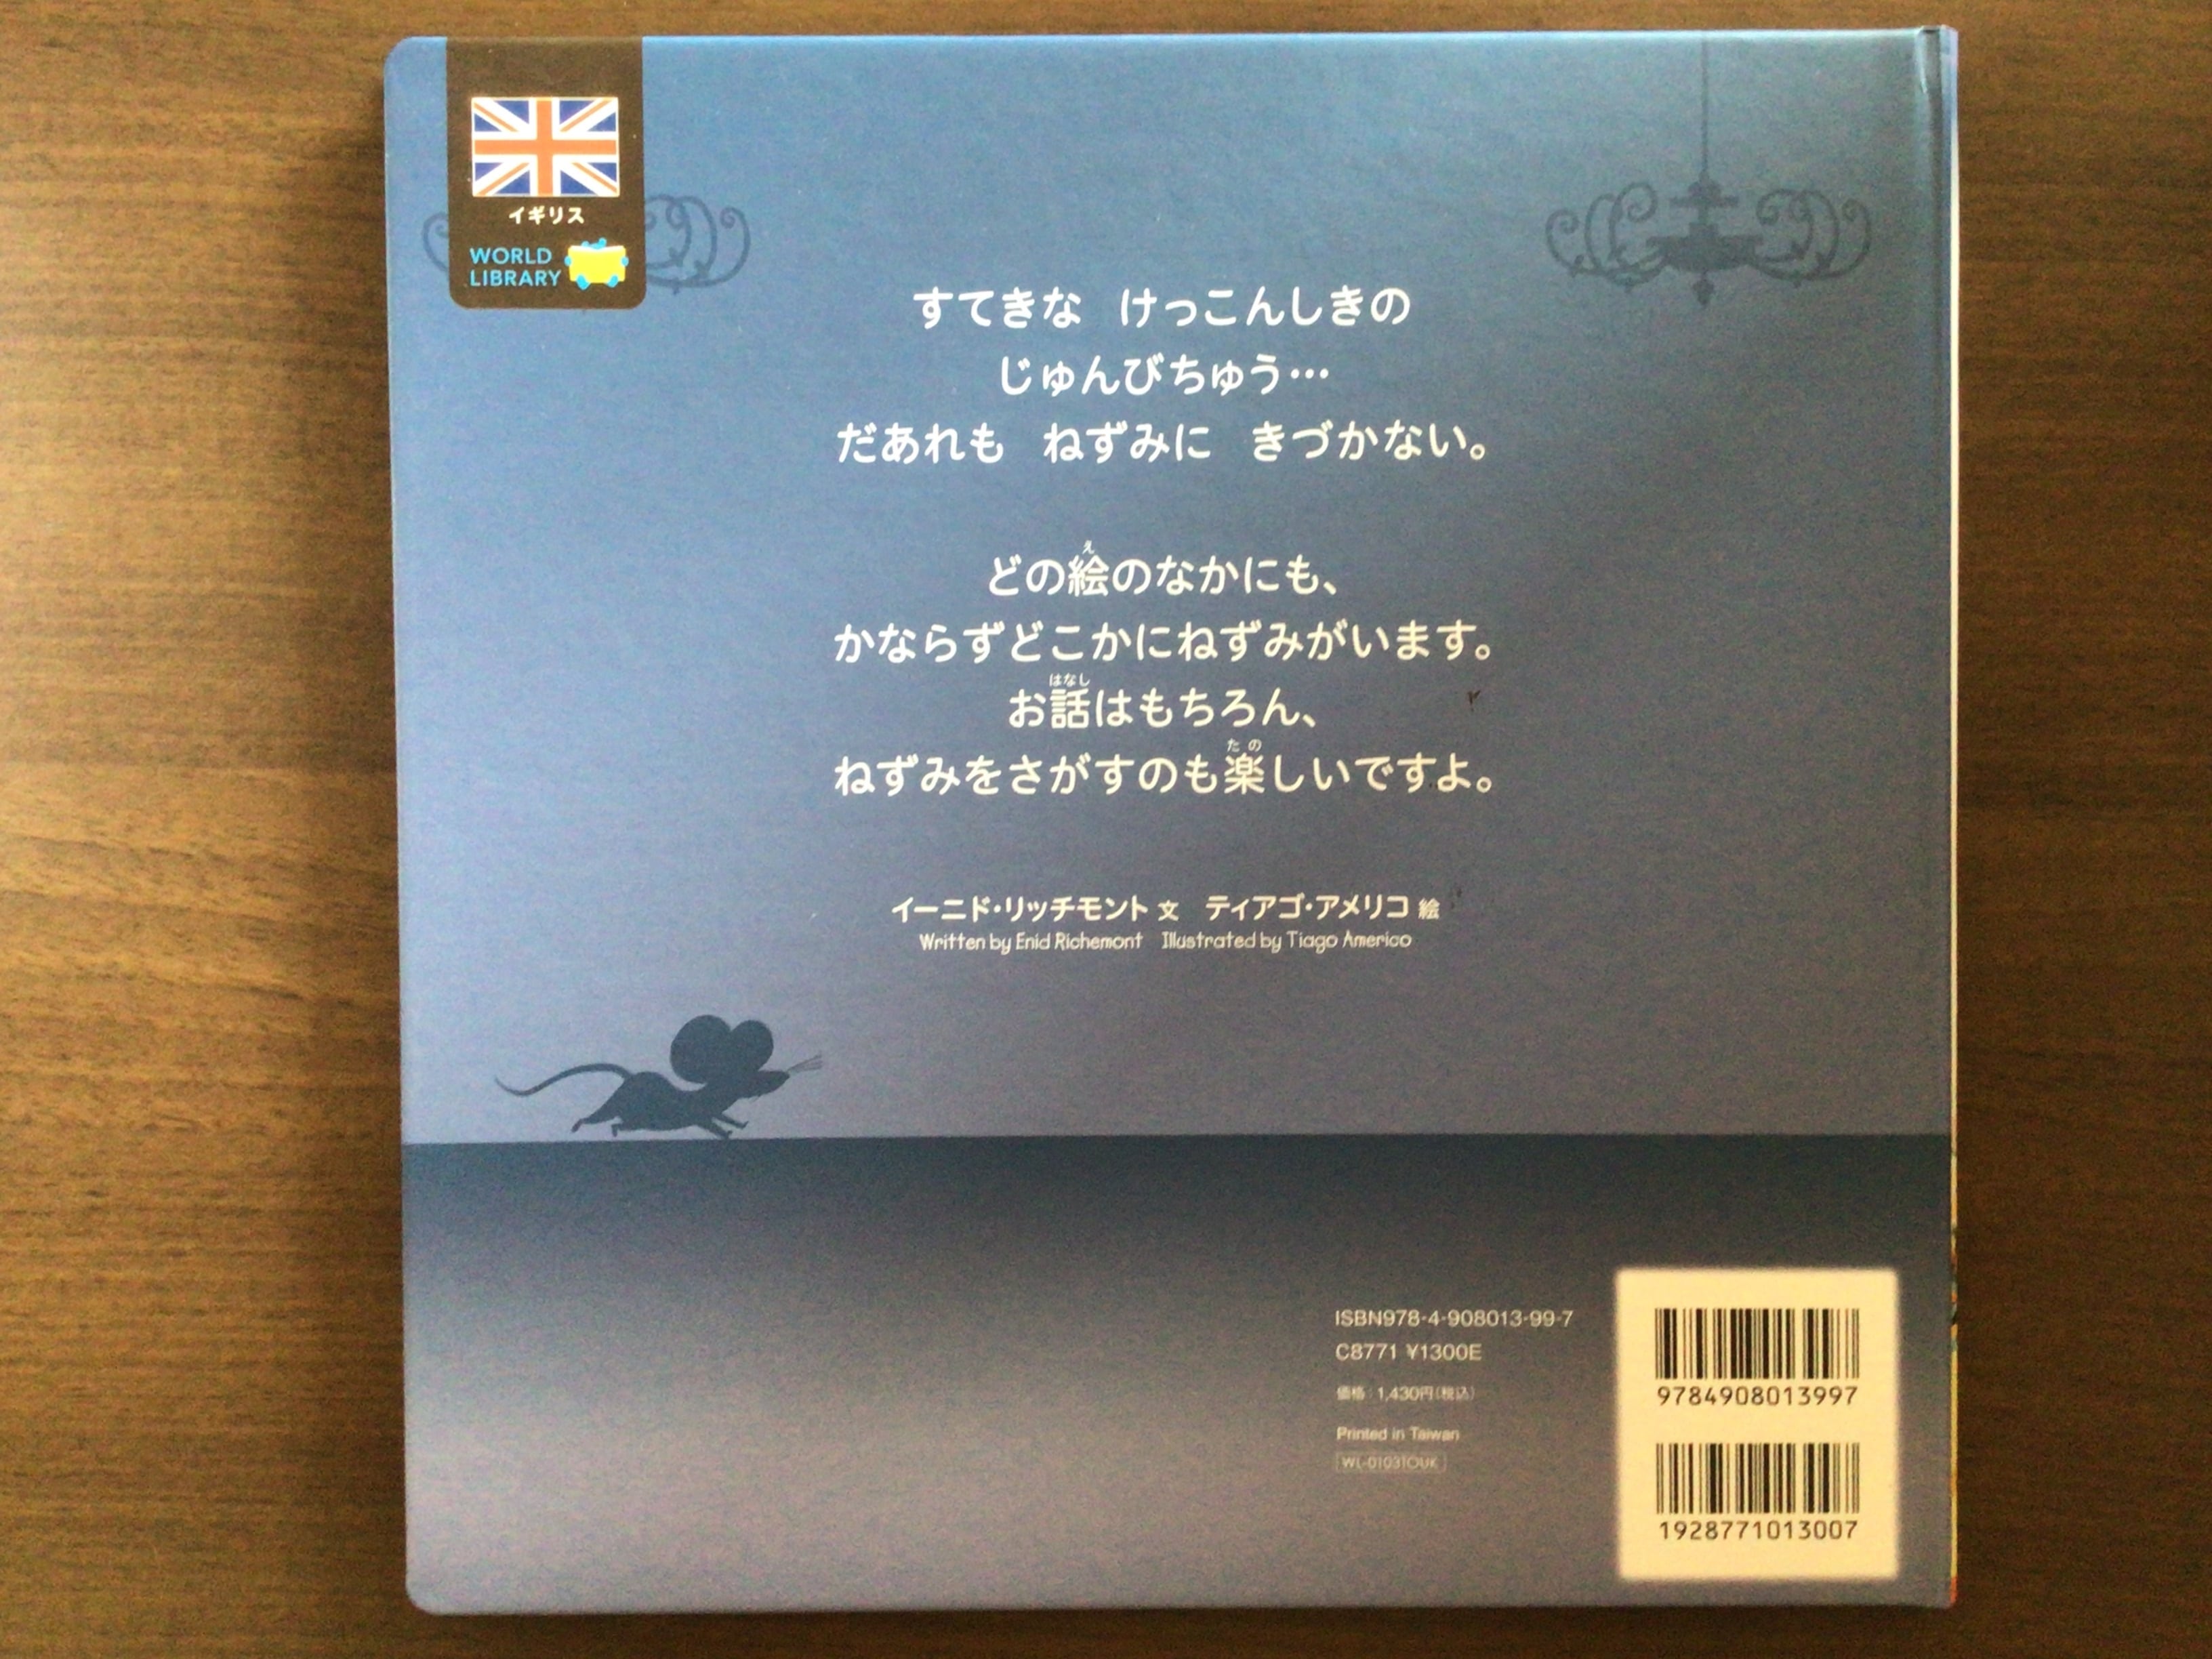 イギリス
WORLD
LIBRARY
すてきな けっこんしきの
じゅんびちゅう…
だあれも ねずみに きづかない。
どの絵のなかにも、
え
かならずどこかにねずみがいます。
お話はもちろん、
はなし
ねずみをさがすのも楽しいですよ。
たの
イーニド・リッチモント 文 ティアゴ・アメリコ 絵
Written by Enid Richemont Illustrated by Tiago Americo
ISBN978-4-908013-99-7
C8771 ¥1300E
価格:1,430円(税込)
Printed in Taiwan
WL-01031OUK
9784908013997
1928771013007